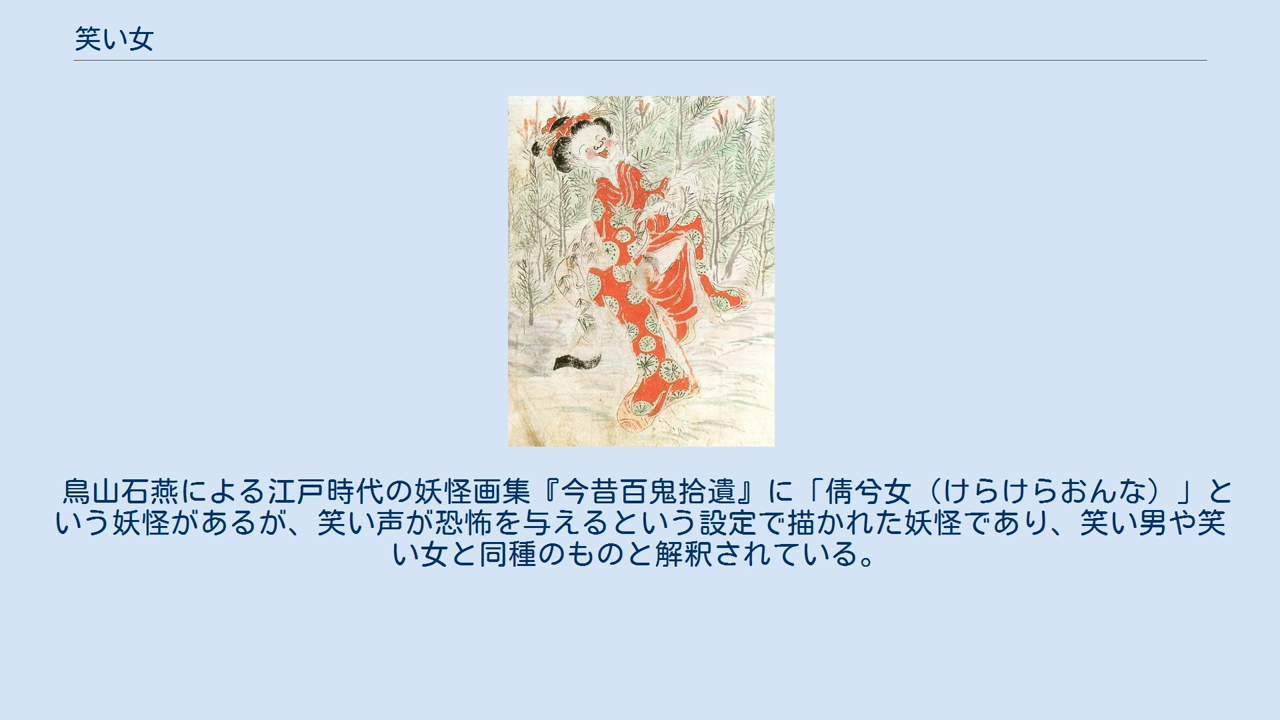 笑い女
鳥山石燕による江戸時代の妖怪画集『今昔百鬼拾遺』に「倩兮女（けらけらおんな）」と
いう妖怪があるが、笑い声が恐怖を与えるという設定で描かれた妖怪であり、笑い男や笑
い女と同種のものと解釈されている。